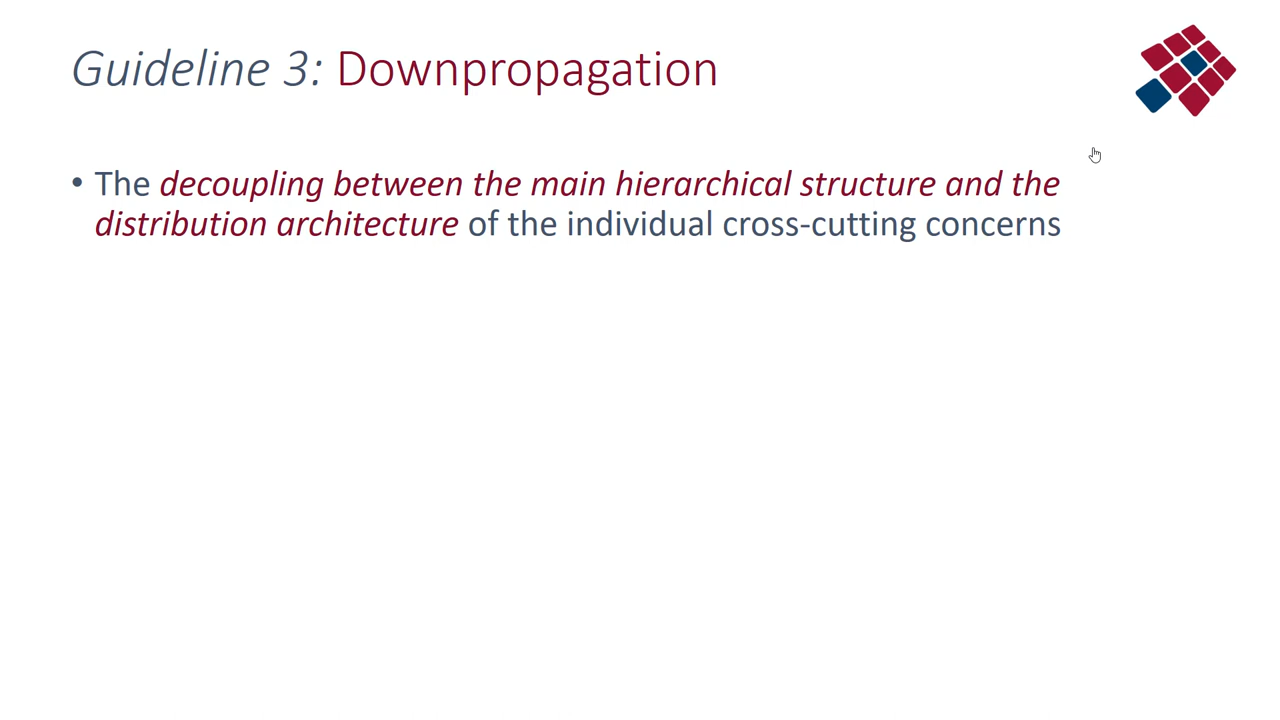 Guideline 3: Downpropagation
• The decoupling between the main hierarchical structure and the
distribution architecture of the individual cross-cutting concerns